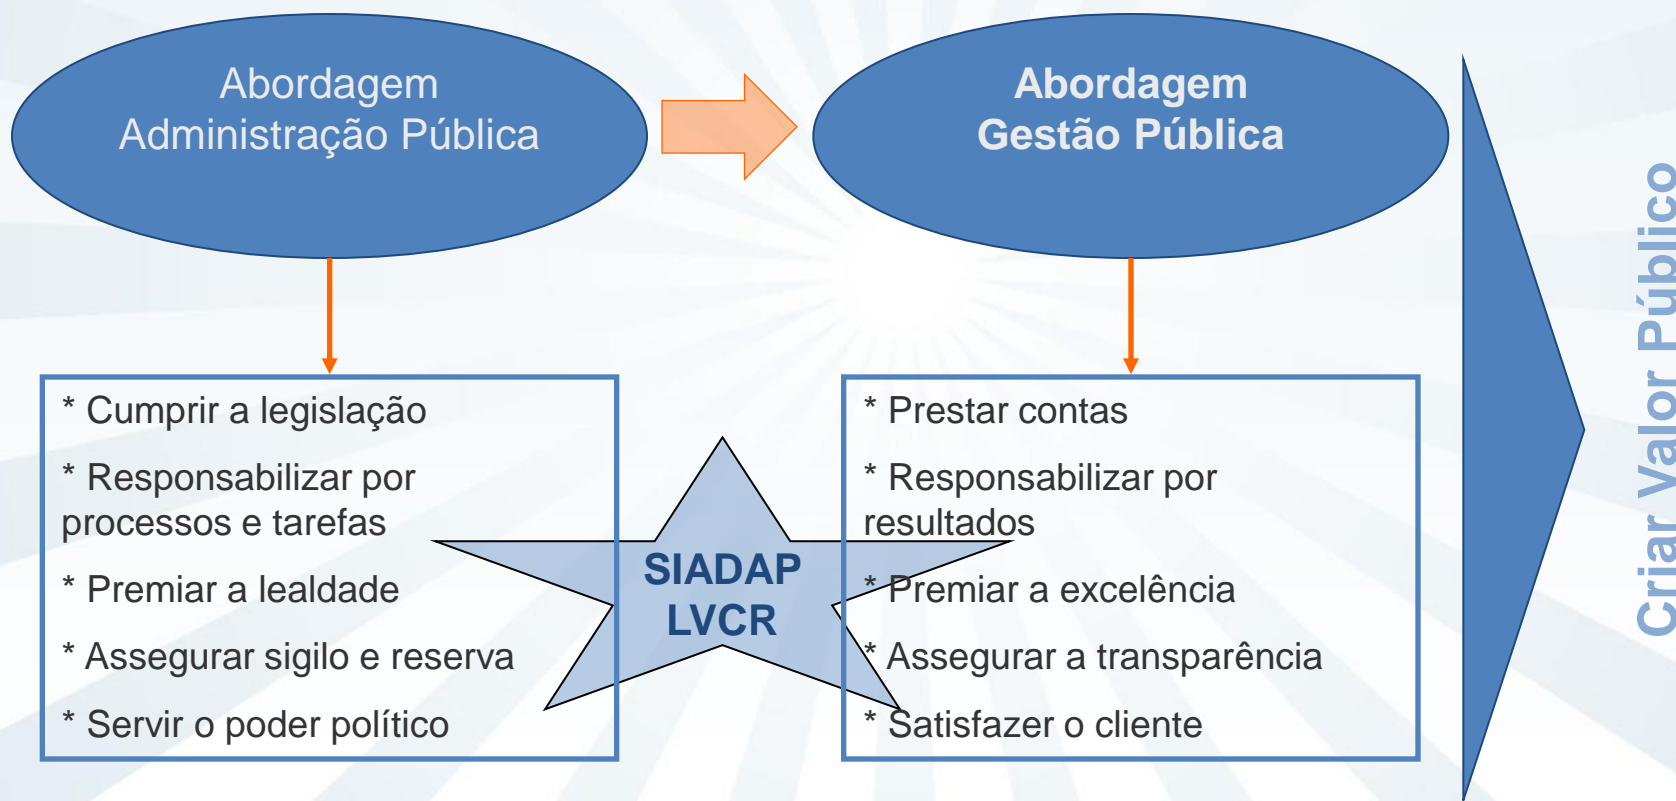 Abordagem
Administração Pública
Abordagem
Gestão Pública
* Cumprir a legislação
* Responsabilizar por
processos e tarefas
* Premiar a lealdade
* Assegurar sigilo e reserva
* Servir o poder político
SIADAP
LVCR
* Prestar contas
* Responsabilizar por
resultados
* Premiar a excelência
* Assegurar a transparência
* Satisfazer o cliente
Criar Valor Público